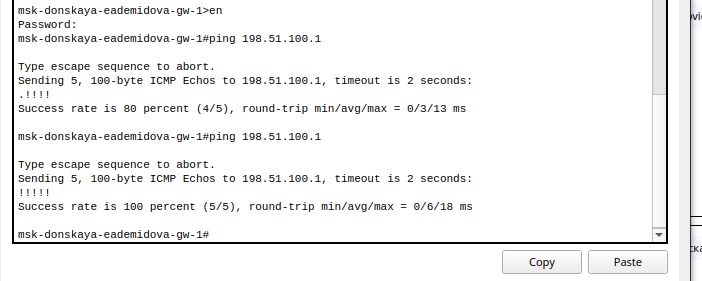 msk-donskaya-eademidova-gw-1>en
Password:
msk-donskaya-eademidova-gw-1#ping 198.51.100.1
Type escape sequence to abort.
Sending 5, 100-byte ICMP Echos to 198.51.100.1, timeout is 2 seconds:
.!!!!
Success rate is 80 percent (4/5), round-trip min/avg/max = 0/3/13 ms
msk-donskaya-eademidova-gw-1#ping 198.51.100.1
Type escape sequence to abort.
Sending 5, 100-byte ICMP Echos to 198.51.100.1, timeout is 2 seconds:
!!!!!
Success rate is 100 percent (5/5), round-trip min/avg/max = 0/6/18 ms
msk-donskaya-eademidova-gw-1#
Copy Paste